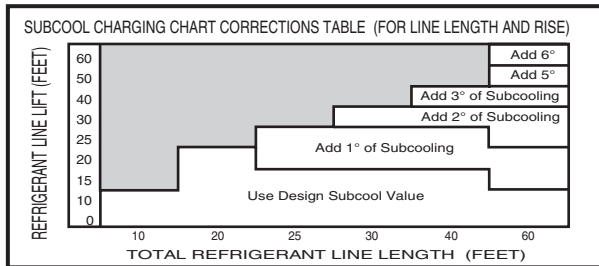 SUBCOOL CHARGING CHART CORRECTIONS TABLE (FOR LINE LENGTH AND RISE)
REFRIGERANT LINE LIFT (FEET)
60 Add 6°
50 Add 5°
40 Add 3° of Subcooling
30 Add 2° of Subcooling
25
20 Add 1° of Subcooling
15
10 Use Design Subcool Value
0
10 20 25 30 40 60
TOTAL REFRIGERANT LINE LENGTH (FEET)